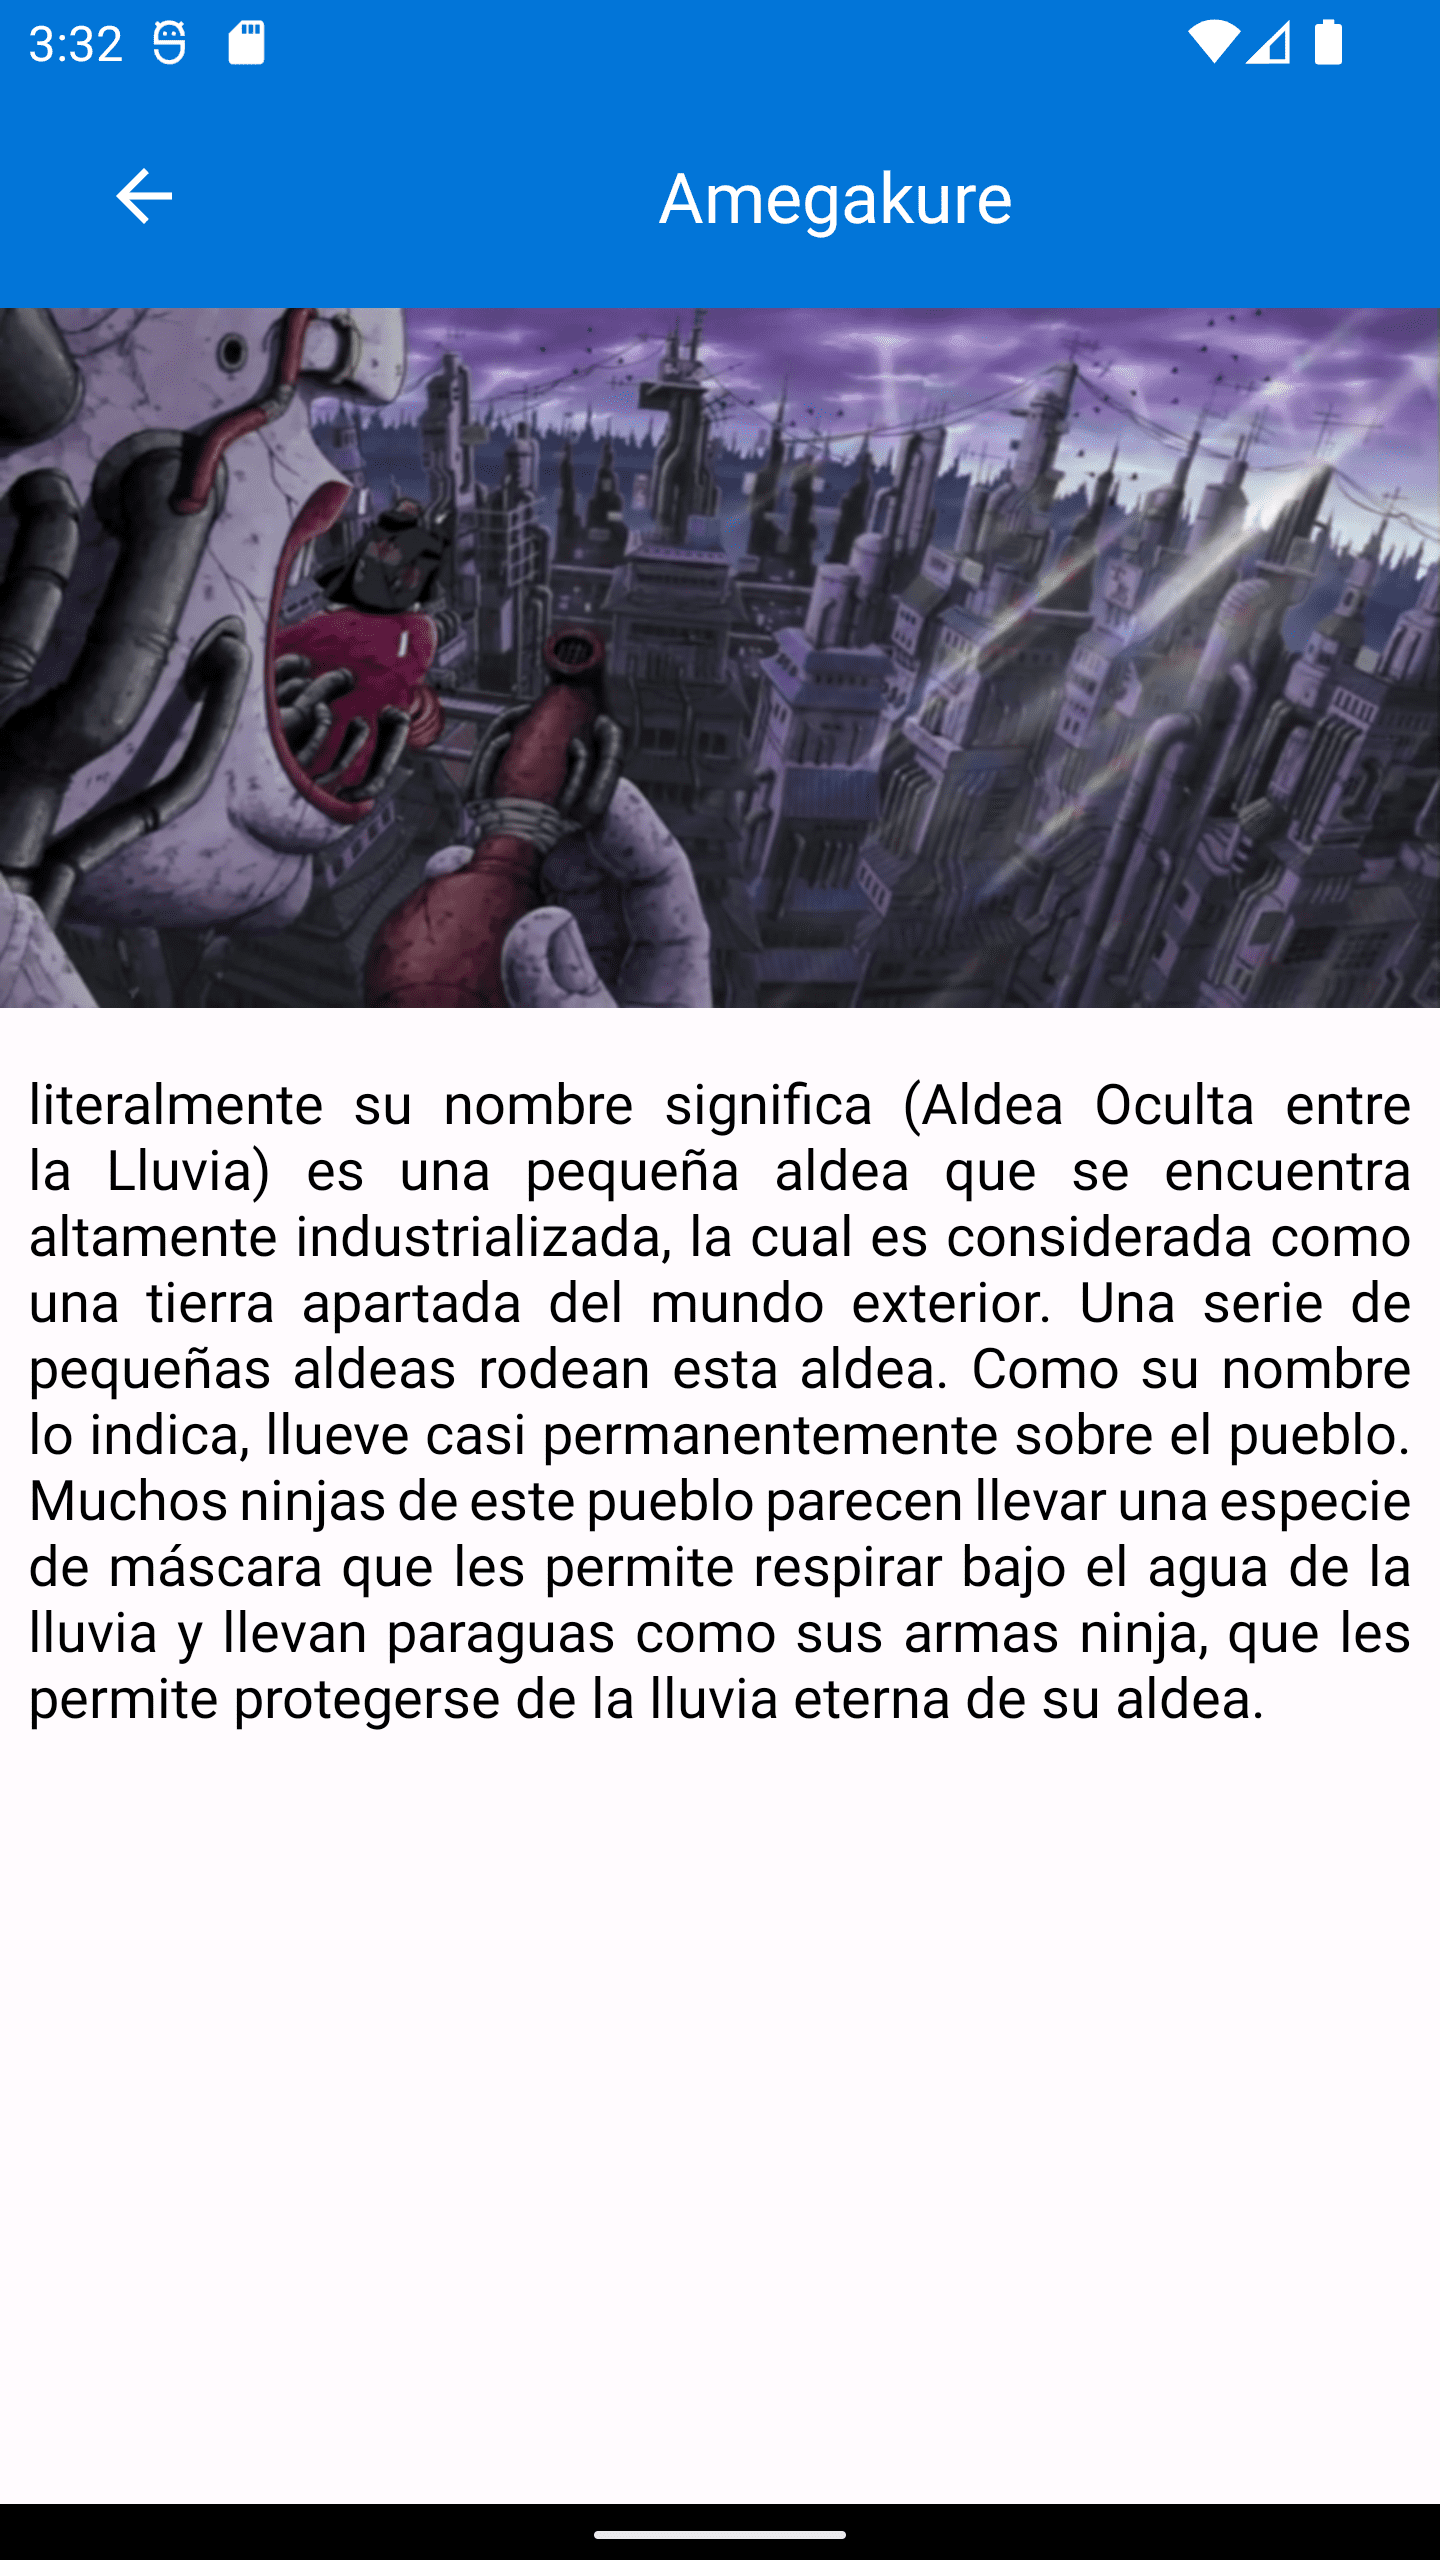 3:32
Amegakure
literalmente su nombre significa (Aldea Oculta entre
la Lluvia) es una pequeña aldea que se encuentra
altamente industrializada, la cual es considerada como
una tierra apartada del mundo exterior. Una serie de
pequeñas aldeas rodean esta aldea. Como su nombre
lo indica, llueve casi permanentemente sobre el pueblo.
Muchos ninjas de este pueblo parecen llevar una especie
de máscara que les permite respirar bajo el agua de la
lluvia y llevan paraguas como sus armas ninja, que les
permite protegerse de la lluvia eterna de su aldea.